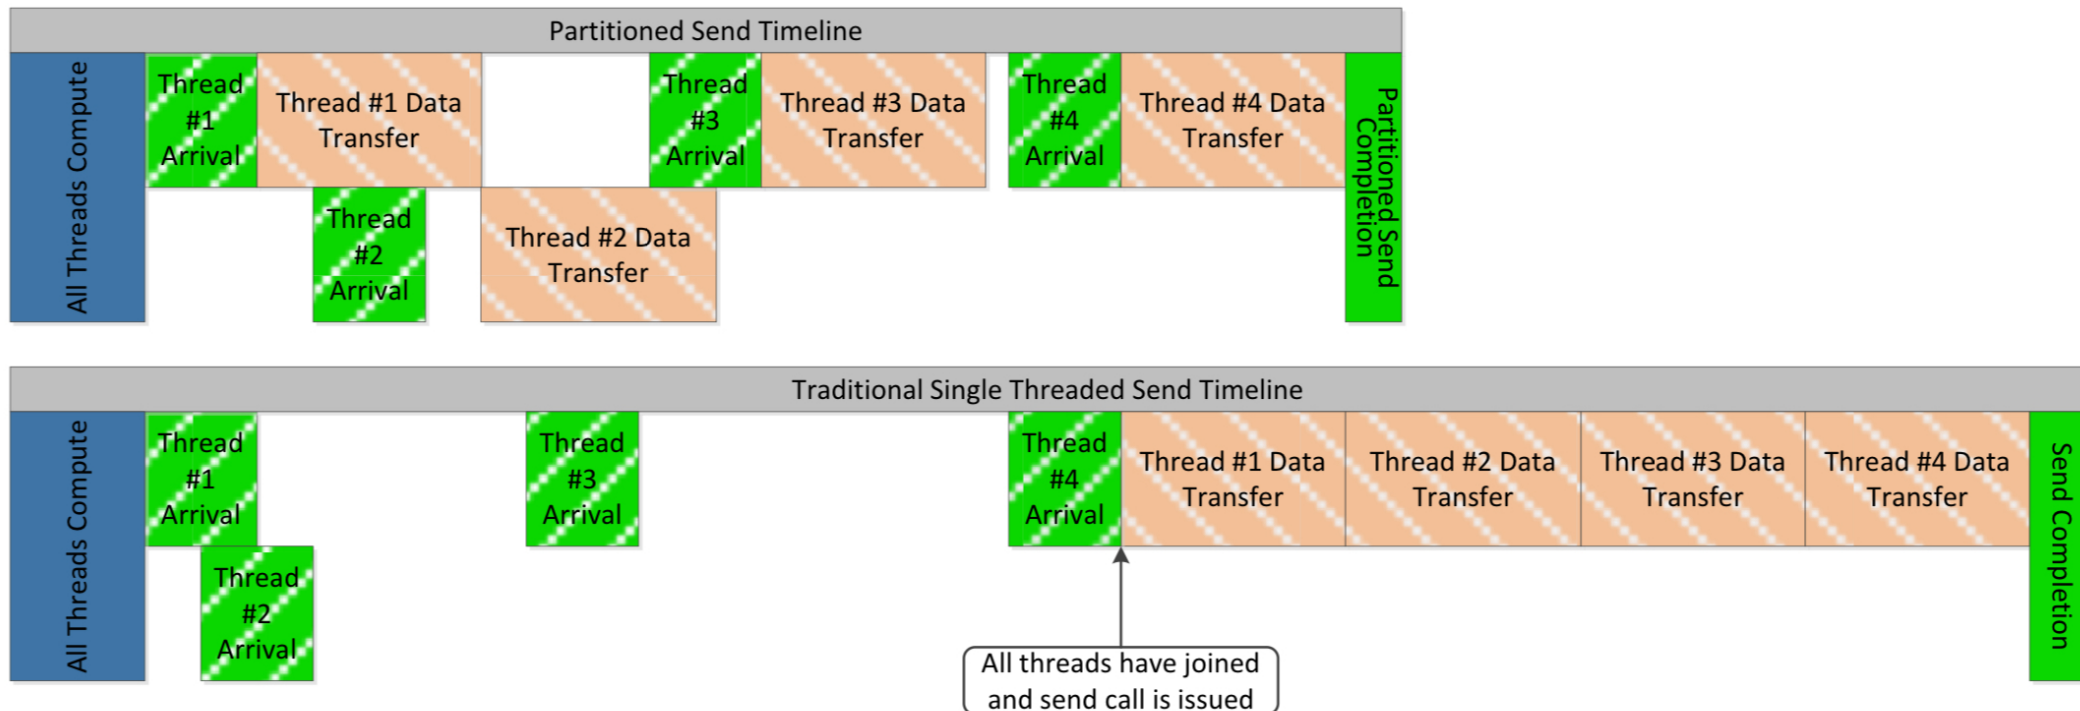 Partitioned Send Timeline
All Threads Compute
Thread
#1
Arrival
Thread #1 Data
Transfer
Thread
#3
Arrival
Thread #3 Data
Transfer
Thread
#4
Arrival
Thread #4 Data
Transfer
Partitioned Send
Completion
Thread
#2
Arrival
Thread #2 Data
Transfer
Traditional Single Threaded Send Timeline
All Threads Compute
Thread
#1
Arrival
Thread
#3
Arrival
Thread
#4
Arrival
Thread #1 Data
Transfer
Thread #2 Data
Transfer
Thread #3 Data
Transfer
Thread #4 Data
Transfer
Send Completion
Thread
#2
Arrival
All threads have joined
and send call is issued